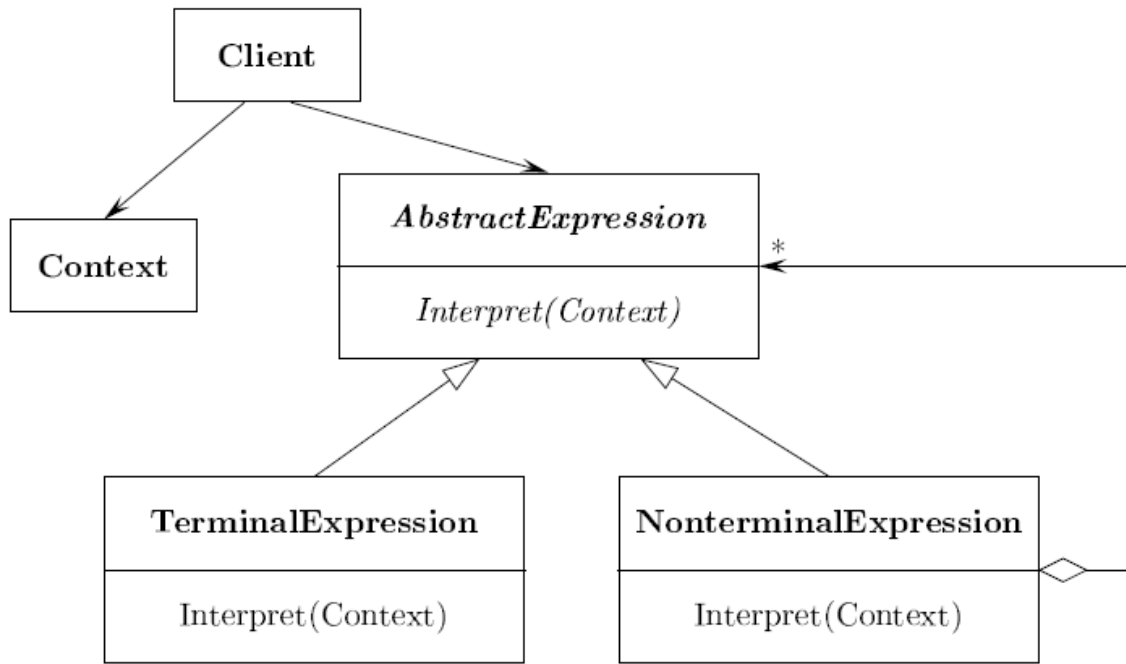 Client
Context
AbstractExpression
*
Interpret(Context)
TerminalExpression
Interpret(Context)
NonterminalExpression
Interpret(Context)